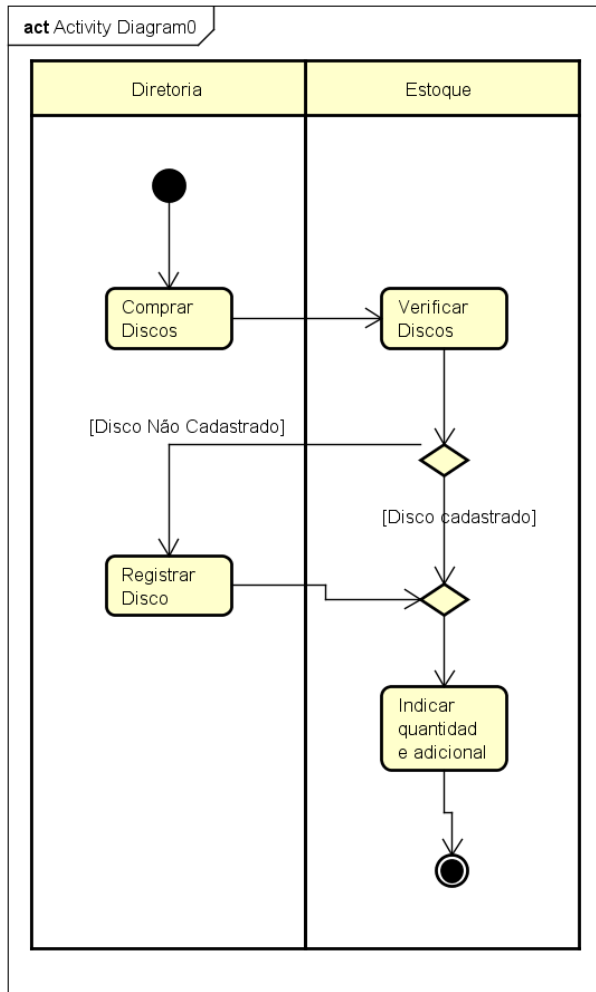 act Activity Diagram0
Diretoria
Estoque
Comprar
Discos
Verificar
Discos
[Disco Não Cadastrado]
[Disco cadastrado]
Registrar
Disco
Indicar
quantidad
e adicional